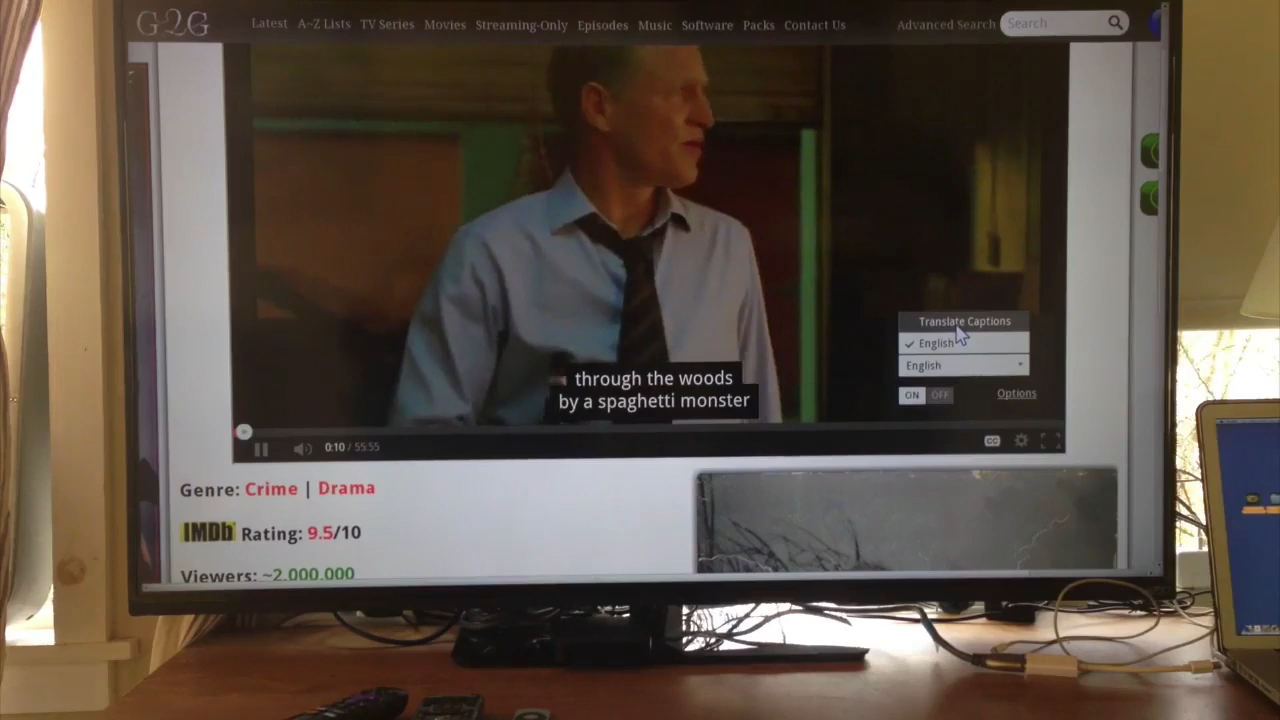 G2G Latest A~Z Lists TV Series Movies Streaming-Only Episodes Music Software Packs Contact Us Advanced Search Search
Translate Captions
English
English
ON OFF Options
through the woods
by a spaghetti monster
0:10 / 55:55 CC
Genre: Crime | Drama
IMDb Rating: 9.5/10
Viewers: ~2,000,000